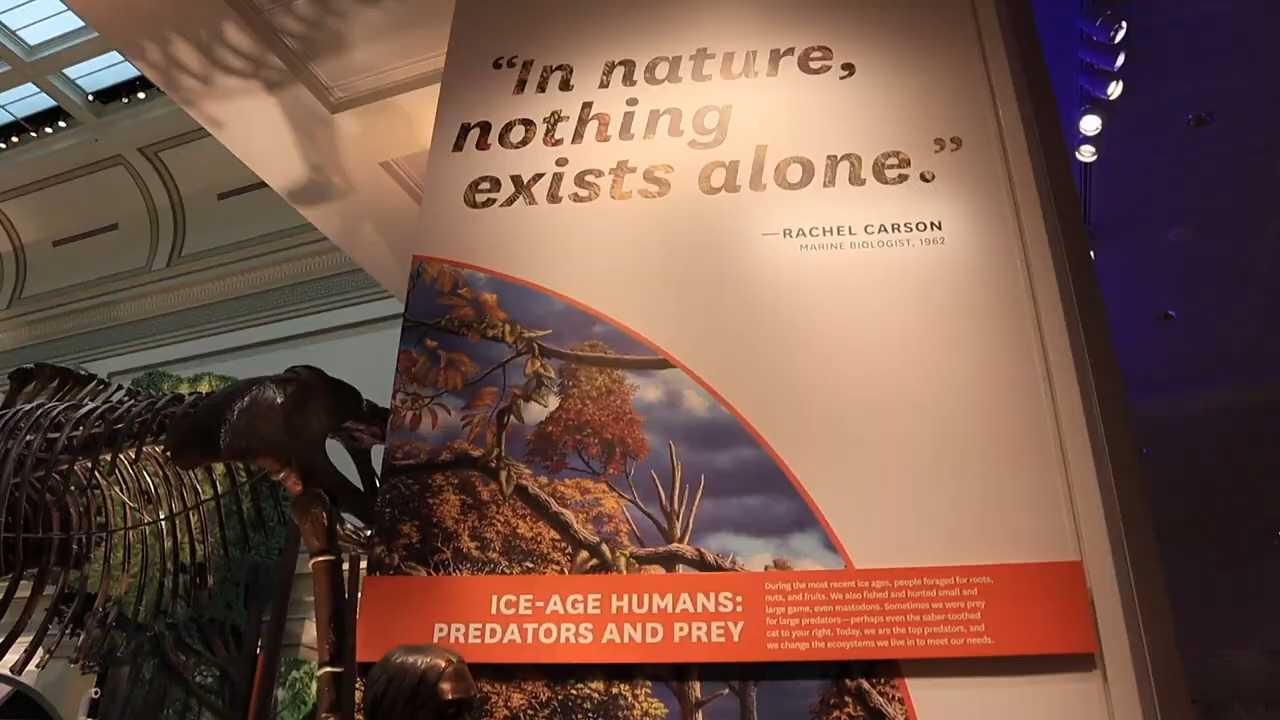 “In nature,
nothing
exists alone.”
—RACHEL CARSON
MARINE BIOLOGIST, 1962
ICE-AGE HUMANS:
PREDATORS AND PREY
During the most recent ice ages, people foraged for roots,
nuts, and fruits. We also fished and hunted small and
large game, even mastodons. Sometimes we were prey
for large predators—perhaps even the saber-toothed
cat to your right. Today, we are the top predators, and
we change the ecosystems we live in to meet our needs.